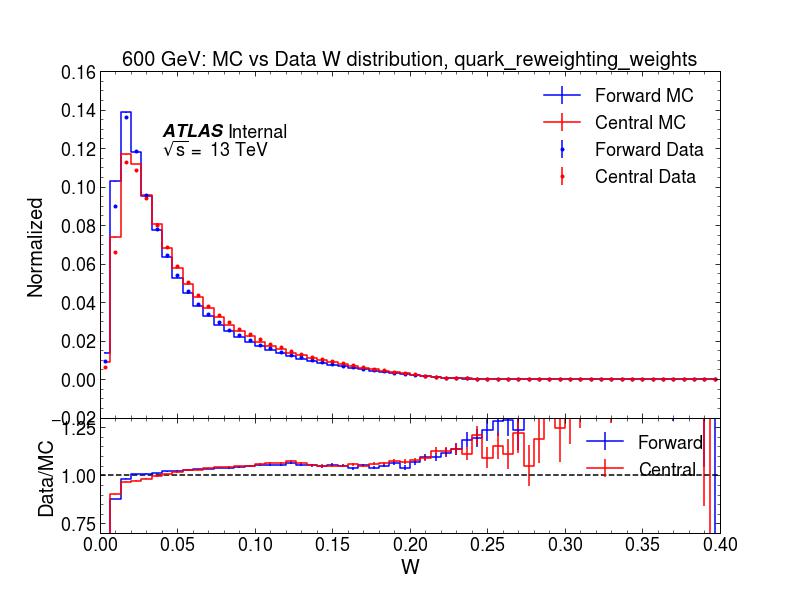 600 GeV: MC vs Data W distribution, quark_reweighting_weights
0.16
0.14
0.12
0.10
0.08
0.06
0.04
0.02
0.00
−0.02
Normalized
ATLAS Internal
√s = 13 TeV
Forward MC
Central MC
Forward Data
Central Data
1.25
1.00
0.75
Data/MC
Forward
Central
0.00 0.05 0.10 0.15 0.20 0.25 0.30 0.35 0.40
W